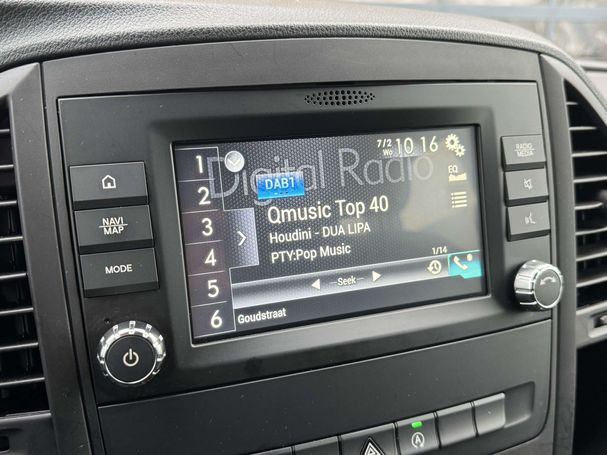 Digital Radio
7/2
Wo
10 16
RADIO
MEDIA
1
2
3
4
5
6
DAB1
EQ
Qmusic Top 40
Houdini - DUA LIPA
PTY:Pop Music
1/14
Seek
Goudstraat
NAVI
MAP
MODE
A